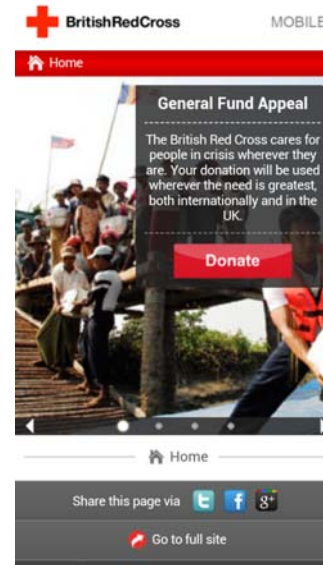 BritishRedCross
MOBILE
Home
General Fund Appeal
The British Red Cross cares for
people in crisis wherever they
are. Your donation will be used
wherever the need is greatest,
both internationally and in the
UK.
Donate
Home
Share this page via
Go to full site